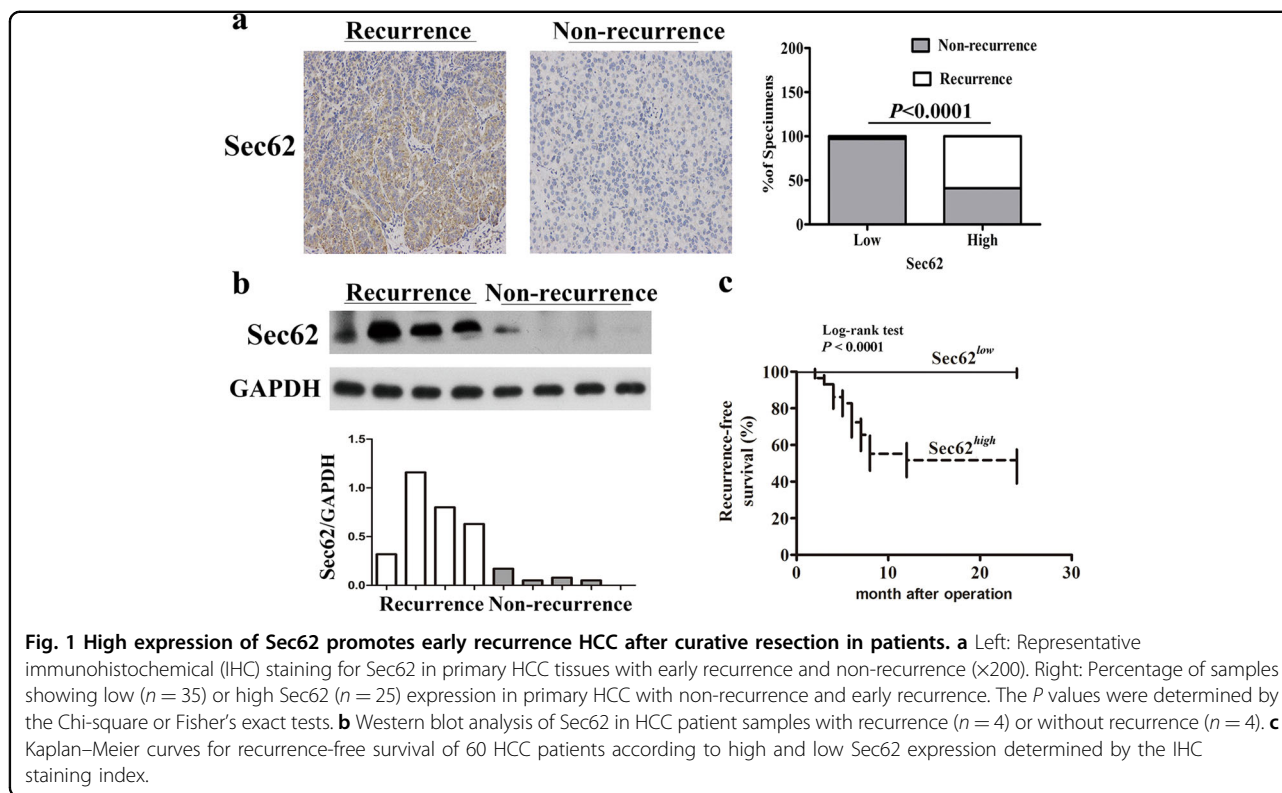 a
Recurrence
Non-recurrence
Sec62
200
150
100
50
0
%of Speciumens
Non-recurrence
Recurrence
P<0.0001
Low
High
Sec62
b
Recurrence Non-recurrence
Sec62
GAPDH
1.5
1.0
0.5
0.0
Sec62/GAPDH
Recurrence Non-recurrence
c
Log-rank test
P < 0.0001
Sec62low
Sec62high
100
80
60
40
20
0
Recurrence-free
survival (%)
0
10
20
30
month after operation
Fig. 1 High expression of Sec62 promotes early recurrence HCC after curative resection in patients. a Left: Representative
immunohistochemical (IHC) staining for Sec62 in primary HCC tissues with early recurrence and non-recurrence (×200). Right: Percentage of samples
showing low (n = 35) or high Sec62 (n = 25) expression in primary HCC with non-recurrence and early recurrence. The P values were determined by
the Chi-square or Fisher's exact tests. b Western blot analysis of Sec62 in HCC patient samples with recurrence (n = 4) or without recurrence (n = 4). c
Kaplan–Meier curves for recurrence-free survival of 60 HCC patients according to high and low Sec62 expression determined by the IHC
staining index.